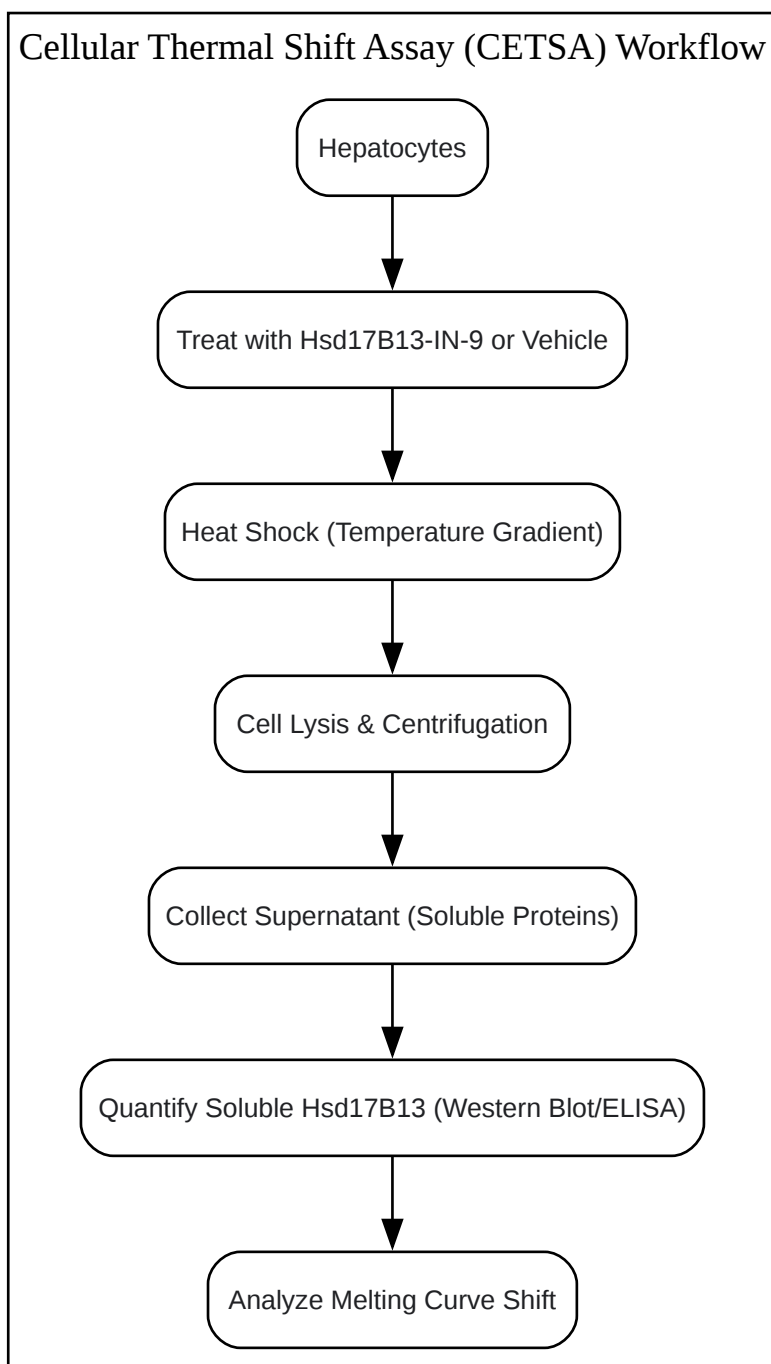 Cellular Thermal Shift Assay (CETSA) Workflow
Hepatocytes
Treat with Hsd17B13-IN-9 or Vehicle
Heat Shock (Temperature Gradient)
Cell Lysis & Centrifugation
Collect Supernatant (Soluble Proteins)
Quantify Soluble Hsd17B13 (Western Blot/ELISA)
Analyze Melting Curve Shift